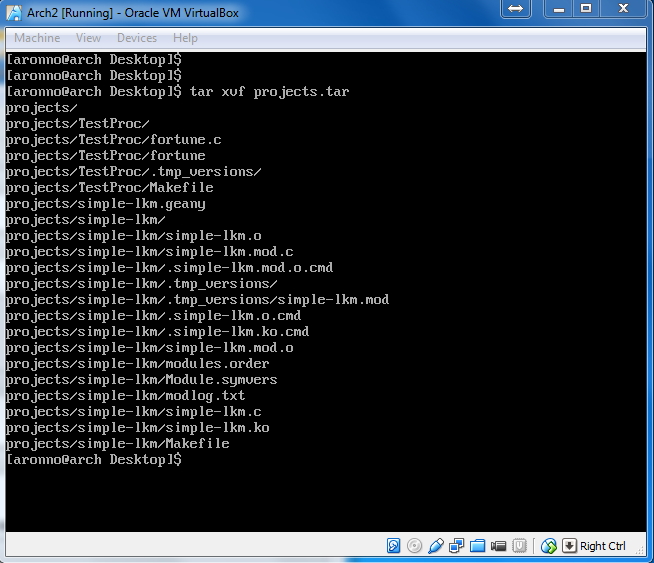 Arch2 [Running] - Oracle VM VirtualBox
Machine View Devices Help
[aronno@arch Desktop]$
[aronno@arch Desktop]$
[aronno@arch Desktop]$ tar xvf projects.tar
projects/
projects/TestProc/
projects/TestProc/fortune.c
projects/TestProc/fortune
projects/TestProc/.tmp_versions/
projects/TestProc/Makefile
projects/simple-lkm.geany
projects/simple-lkm/
projects/simple-lkm/simple-lkm.o
projects/simple-lkm/simple-lkm.mod.c
projects/simple-lkm/.simple-lkm.mod.o.cmd
projects/simple-lkm/.tmp_versions/
projects/simple-lkm/.tmp_versions/simple-lkm.mod
projects/simple-lkm/.simple-lkm.o.cmd
projects/simple-lkm/.simple-lkm.ko.cmd
projects/simple-lkm/simple-lkm.mod.o
projects/simple-lkm/modules.order
projects/simple-lkm/Module.symvers
projects/simple-lkm/modlog.txt
projects/simple-lkm/simple-lkm.c
projects/simple-lkm/simple-lkm.ko
projects/simple-lkm/Makefile
[aronno@arch Desktop]$
Right Ctrl